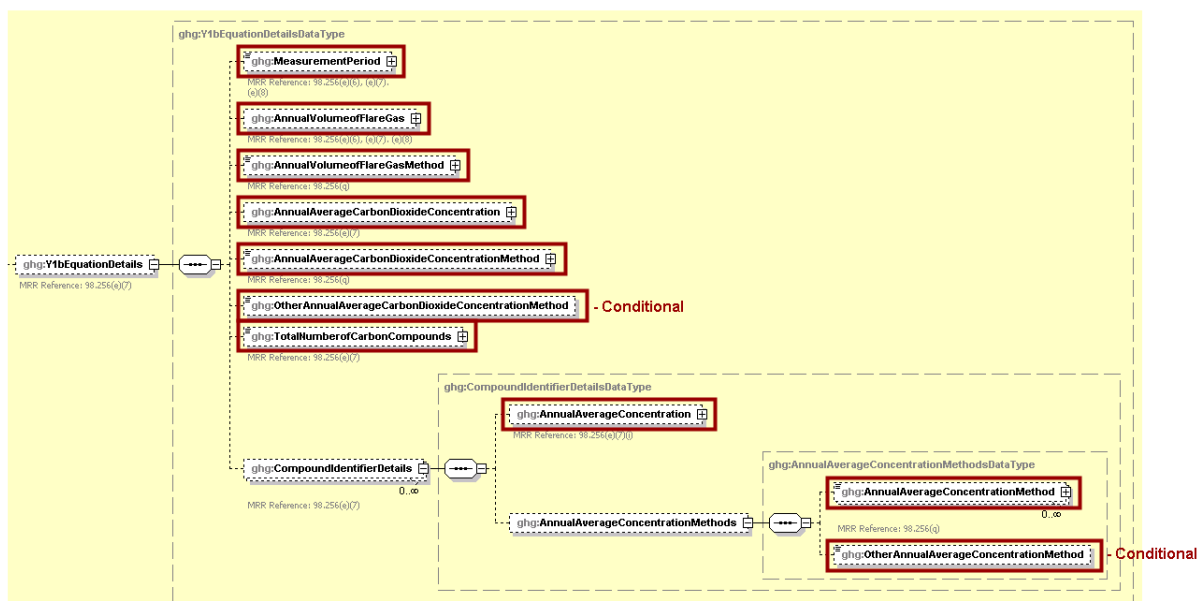 ghg:Y1bEquationDetailsDataType
ghg:MeasurementPeriod
MRR Reference: 98.256(e)(6), (e)(7).
(e)(8)
ghg:AnnualVolumeofFlareGas
MRR Reference: 98.256(e)(6), (e)(7). (e)(8)
ghg:AnnualVolumeofFlareGasMethod
MRR Reference: 98.256(q)
ghg:AnnualAverageCarbonDioxideConcentration
MRR Reference: 98.256(e)(7)
ghg:AnnualAverageCarbonDioxideConcentrationMethod
MRR Reference: 98.256(q)
ghg:Y1bEquationDetails
MRR Reference: 98.256(e)(7)
ghg:OtherAnnualAverageCarbonDioxideConcentrationMethod - Conditional
ghg:TotalNumberofCarbonCompounds
MRR Reference: 98.256(e)(7)
ghg:CompoundIdentifierDetailsDataType
ghg:AnnualAverageConcentration
MRR Reference: 98.256(e)(7)(i)
ghg:CompoundIdentifierDetails
0..∞
MRR Reference: 98.256(e)(7)
ghg:AnnualAverageConcentrationMethodsDataType
ghg:AnnualAverageConcentrationMethod
0..∞
MRR Reference: 98.256(q)
ghg:AnnualAverageConcentrationMethods
ghg:OtherAnnualAverageConcentrationMethod - Conditional